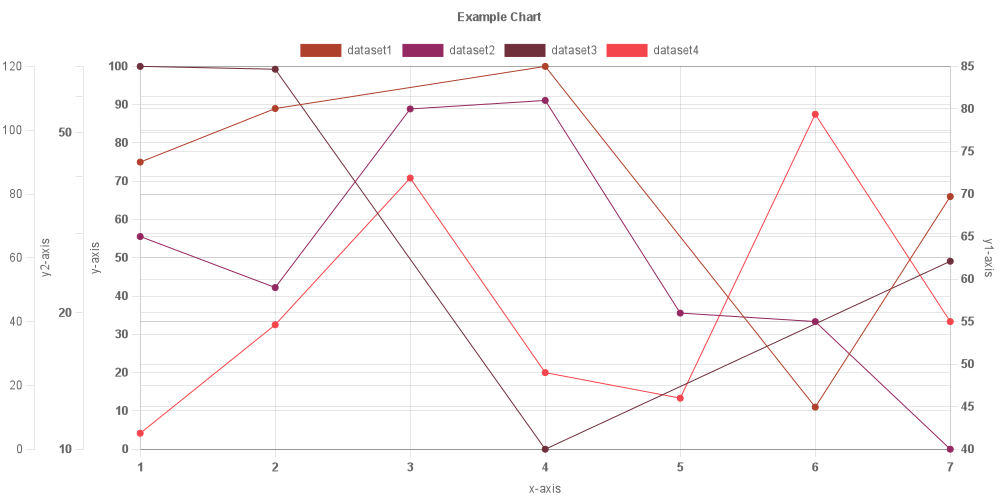 Example Chart
dataset1 dataset2 dataset3 dataset4
120 100 85
90 80
100 50 80 75
80 70 70
y2-axis y-axis 60 65 y1-axis
60 50 60
40 55
40 20 30 50
20 20 45
10
0 10 0 40
1 2 3 4 5 6 7
x-axis